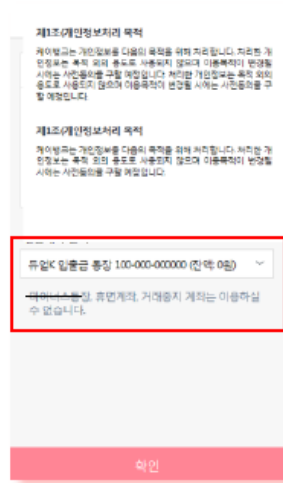 제1조(개인정보처리 목적
케이뱅크는 개인정보를 다음의 목적을 위해 처리합니다. 처리한 개
인정보는 목적 외의 용도로 사용되지 않으며 이용목적이 변경될
시에는 사전동의를 구할 예정입니다. 처리한 개인정보는 목적 외의
용도로 사용되지 않으며 이용목적이 변경될 시에는 사전동의를 구
할 예정입니다.
제1조(개인정보처리 목적
케이뱅크는 개인정보를 다음의 목적을 위해 처리합니다. 처리한 개
인정보는 목적 외의 용도로 사용되지 않으며 이용목적이 변경될
시에는 사전동의를 구할 예정입니다.
듀얼K 입출금 통장 100-000-000000 (잔액: 0원)
마이너스통장, 휴면계좌, 거래중지 계좌는 이용하실
수 없습니다.
확인